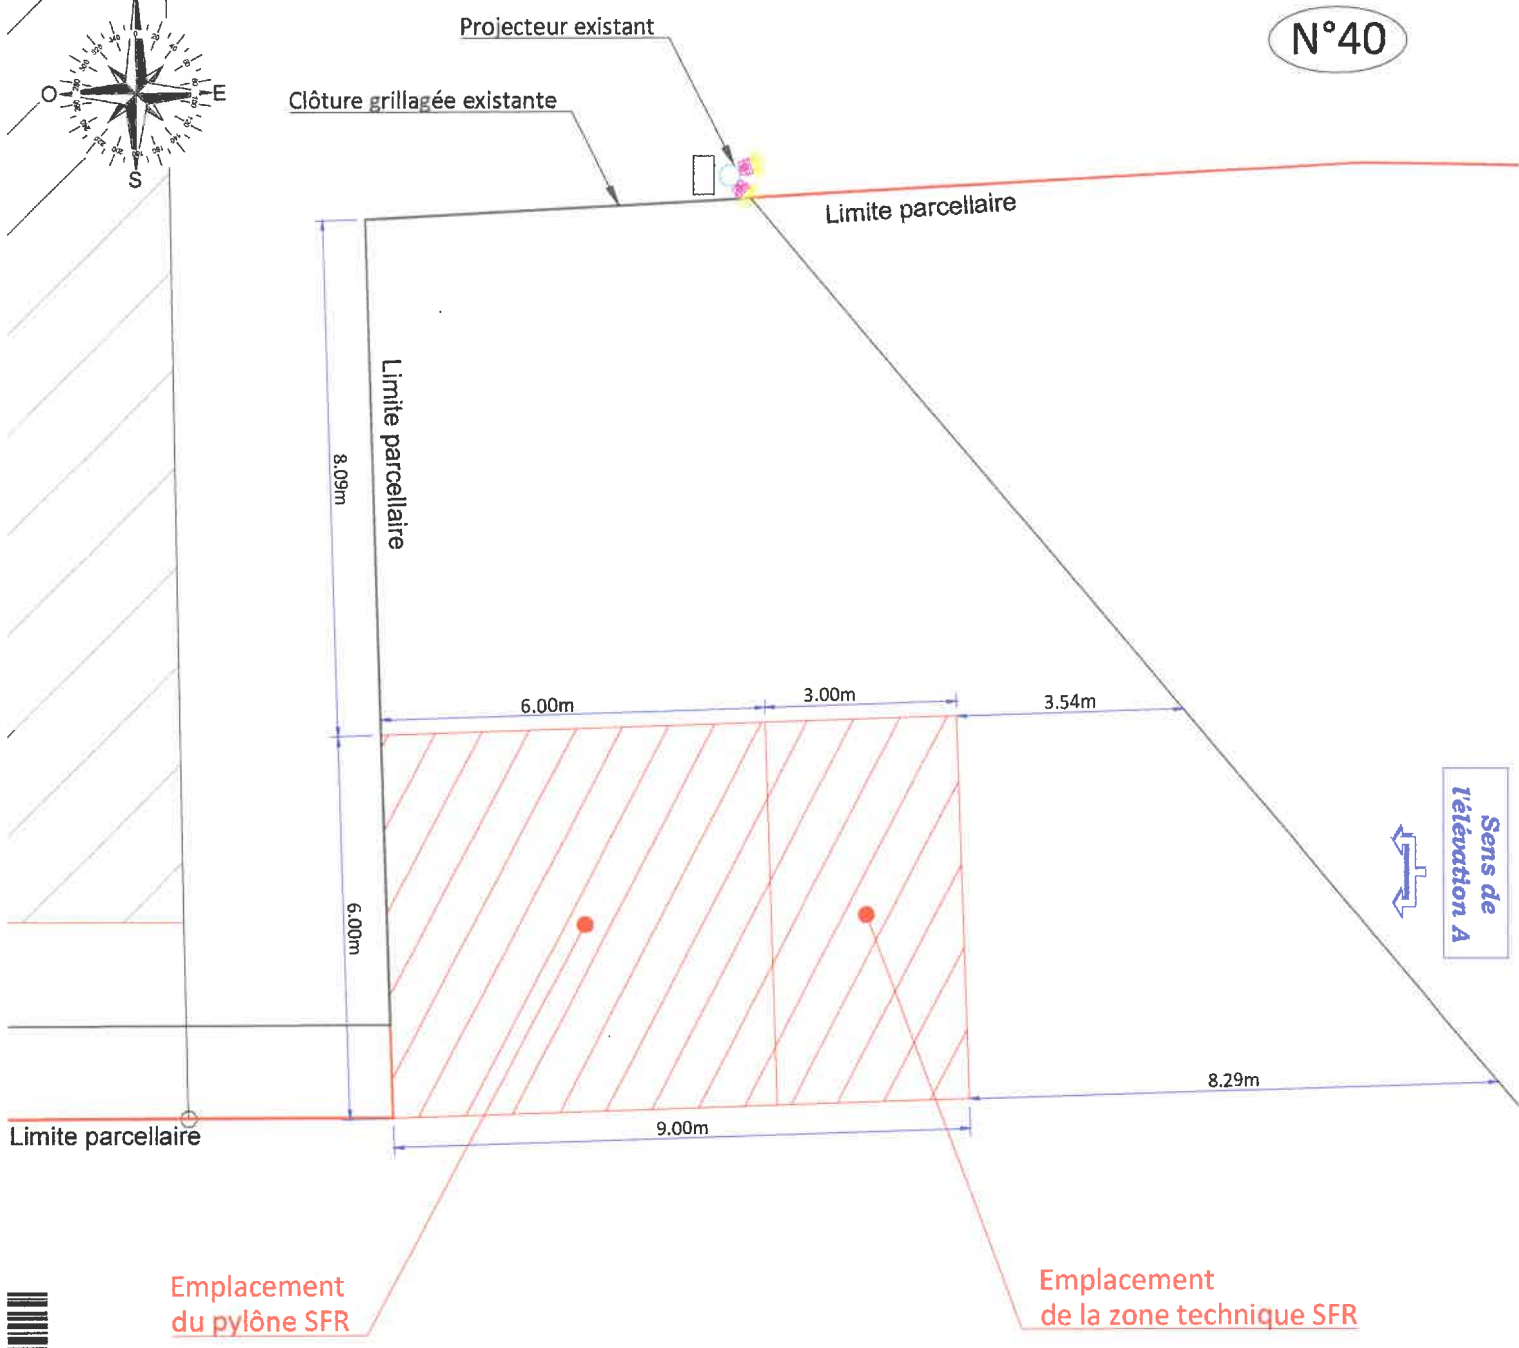 N°40
Projecteur existant
Clôture grillagée existante
O
E
S
Limite parcellaire
Limite parcellaire
8.09m
6.00m
3.00m
3.54m
Sens de
l'élévation A
6.00m
8.29m
9.00m
Limite parcellaire
Emplacement
du pylône SFR
Emplacement
de la zone technique SFR